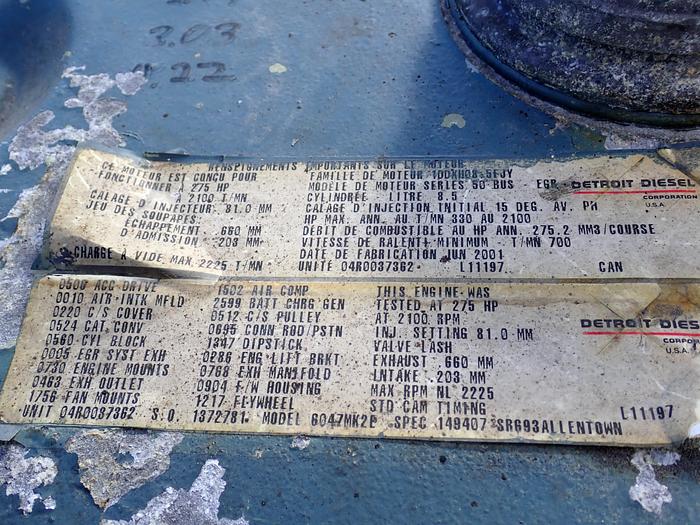 3.03
.22
RENSEIGNEMENTS IMPORTANTS SUR LE MOTEUR
CE MOTEUR EST CONCU POUR FAMILLE DE MOTEUR 1DDXH08.5FJY
FONCTIONNER A 275 HP MODELE DE MOTEUR SERIES 50 BUS EGR DETROIT DIESEL
A 2100 T/MN CYLINDREE. LITRE 8.5 CORPORATION
CALAGE D'INJECTEUR. 81.0 MM CALAGE D'INJECTION INITIAL 15 DEG. AV. PH U.S.A.
JEU DES SOUPAPES. HP MAX. ANN. AU T/MN 330 AU 2100
ECHAPPEMENT .660 MM DEBIT DE COMBUSTIBLE AU HP ANN. 275.2 MM3/COURSE
D'ADMISSION .203 MM VITESSE DE RALENTI MINIMUM T/MN 700
DATE DE FABRICATION JUN 2001
CHARGE A VIDE MAX. 2225 T/MN UNITE 04R0037362 L11197 CAN
0500 ACC DRIVE 1502 AIR COMP THIS ENGINE WAS
0010 AIR INTK MFLD 2599 BATT CHRG GEN TESTED AT 275 HP
0220 C/S COVER 0512 C/S PULLEY AT 2100 RPM DETROIT DIES
0524 CAT CONV 0695 CONN ROD/PSTN INJ. SETTING 81.0 MM CORPO
0560 CYL BLOCK 1347 DIPSTICK VALVE LASH U.S.A.
0005 EGR SYST EXH 0286 ENG LIFT BRKT EXHAUST .660 MM
0730 ENGINE MOUNTS 0768 EXH MANIFOLD INTAKE .203 MM
0463 EXH OUTLET 0904 F/W HOUSING MAX RPM NL 2225
1756 FAN MOUNTS 1217 FLYWHEEL STD CAM TIMING L11197
UNIT 04R0037362 S.O. 1372781 MODEL 6047MK2E SPEC 149407 SR693ALLENTOWN